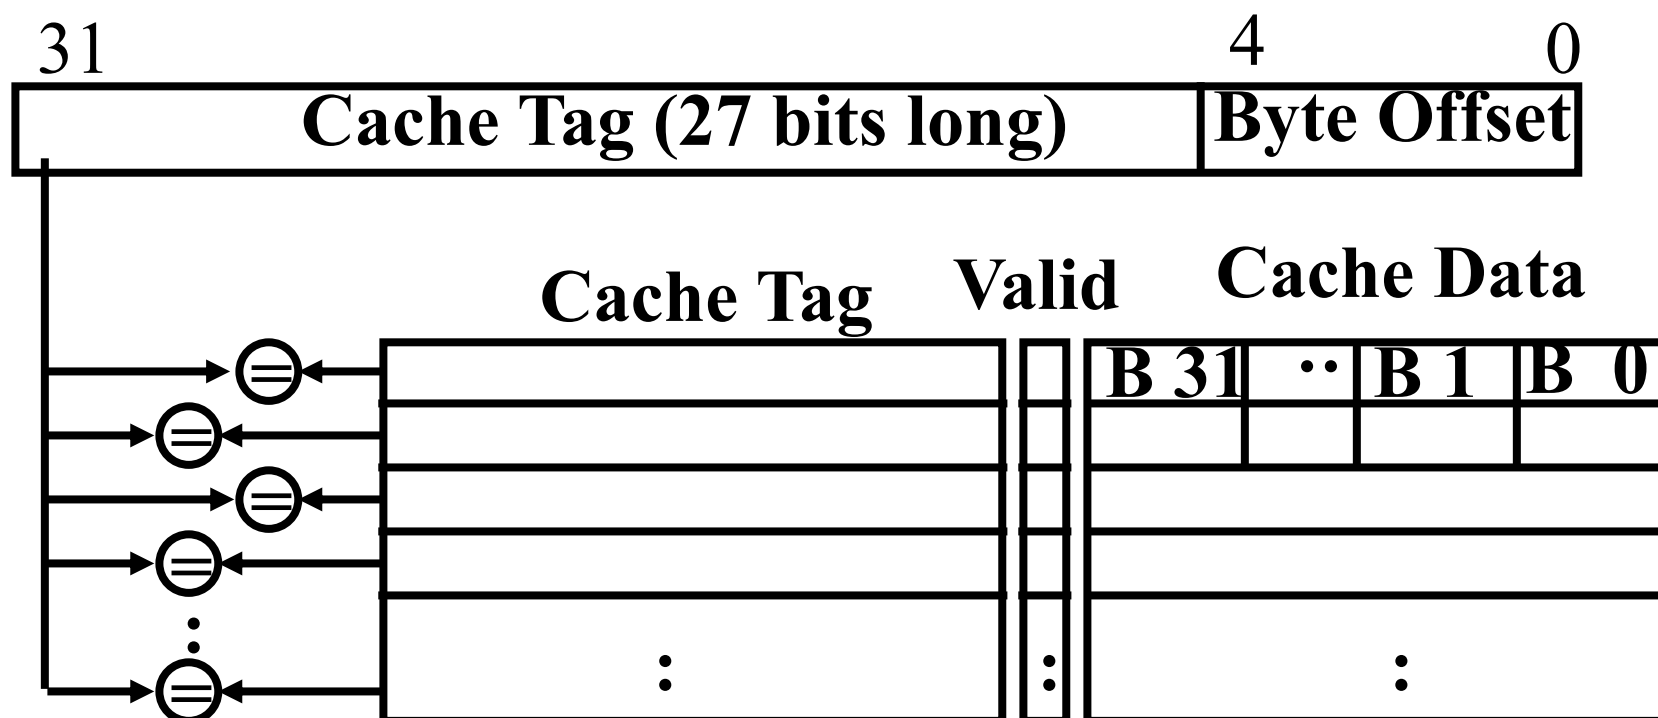 31 4 0
Cache Tag (27 bits long) Byte Offset
Cache Tag Valid Cache Data
= B 31 ·· B 1 B 0
=
=
=
:
: : :
=